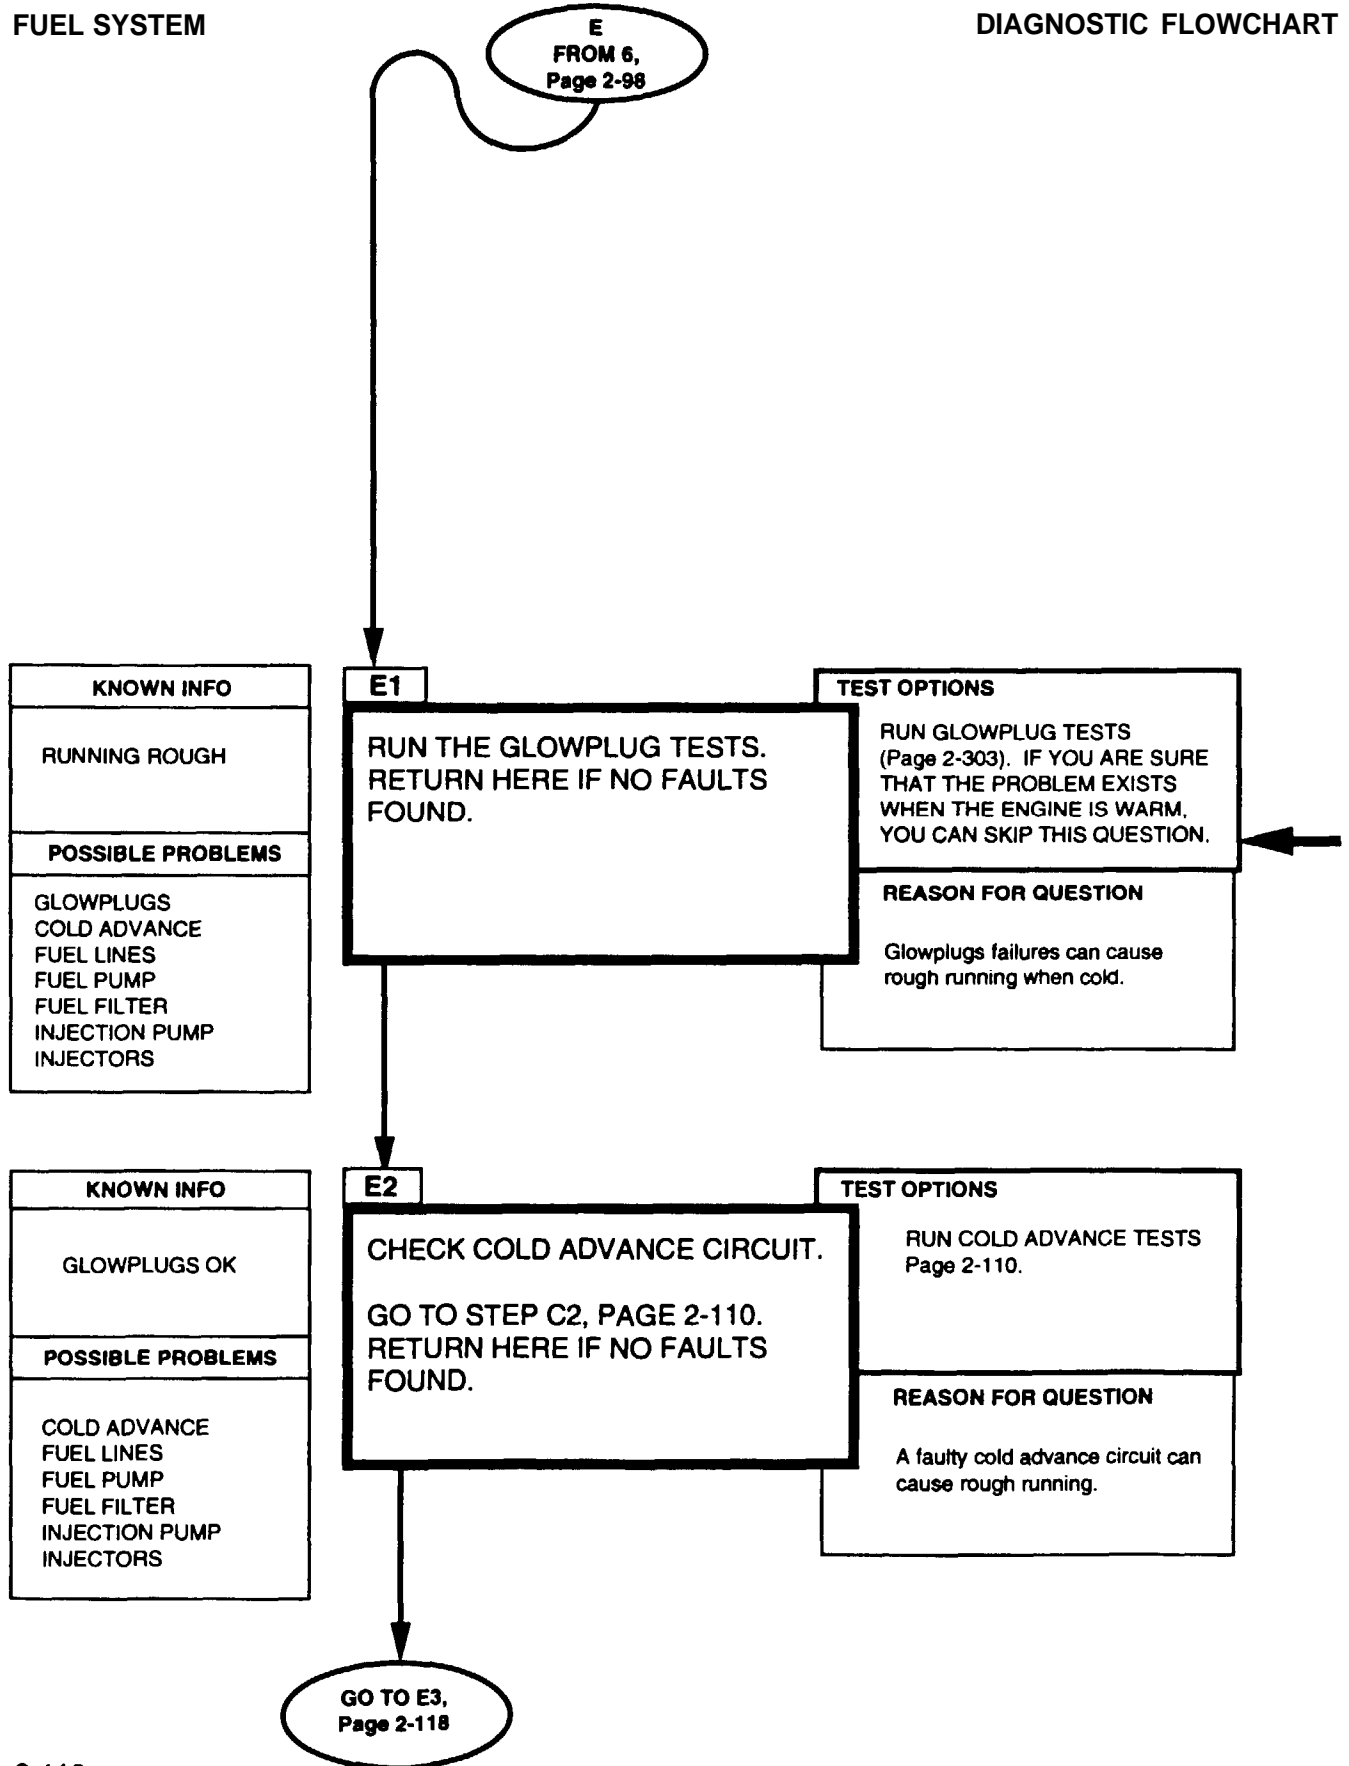 FUEL SYSTEM
DIAGNOSTIC FLOWCHART
E
FROM 6,
Page 2-98
KNOWN INFO
RUNNING ROUGH
POSSIBLE PROBLEMS
GLOWPLUGS
COLD ADVANCE
FUEL LINES
FUEL PUMP
FUEL FILTER
INJECTION PUMP
INJECTORS
E1
RUN THE GLOWPLUG TESTS.
RETURN HERE IF NO FAULTS
FOUND.
TEST OPTIONS
RUN GLOWPLUG TESTS
(Page 2-303). IF YOU ARE SURE
THAT THE PROBLEM EXISTS
WHEN THE ENGINE IS WARM,
YOU CAN SKIP THIS QUESTION.
REASON FOR QUESTION
Glowplugs failures can cause
rough running when cold.
KNOWN INFO
GLOWPLUGS OK
POSSIBLE PROBLEMS
COLD ADVANCE
FUEL LINES
FUEL PUMP
FUEL FILTER
INJECTION PUMP
INJECTORS
E2
CHECK COLD ADVANCE CIRCUIT.
GO TO STEP C2, PAGE 2-110.
RETURN HERE IF NO FAULTS
FOUND.
TEST OPTIONS
RUN COLD ADVANCE TESTS
Page 2-110.
REASON FOR QUESTION
A faulty cold advance circuit can
cause rough running.
GO TO E3,
Page 2-118